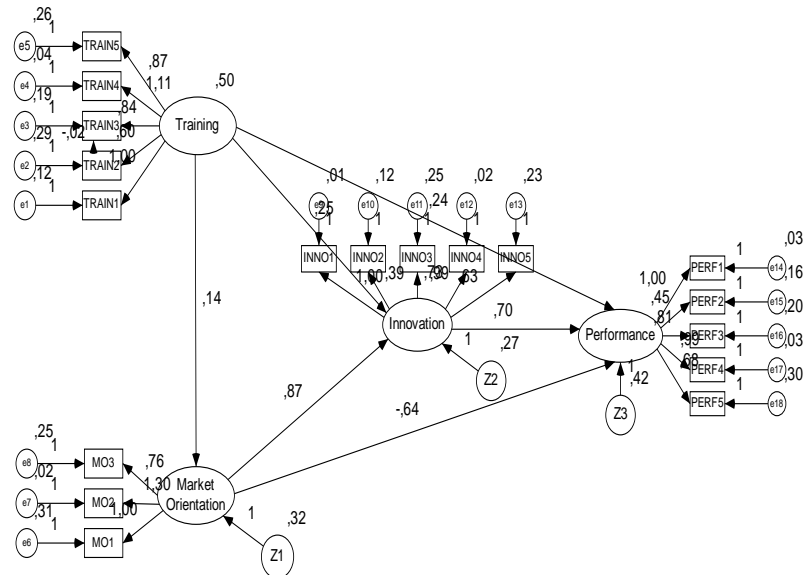 ,26
1
e5
TRAIN5
,04
1
e4
TRAIN4
,19
1
e3
TRAIN3
,29
1
-,02
e2
TRAIN2
,12
1
e1
TRAIN1
,87
1,11
,84
,60
1,00
,50
Training
,01
,12
,25
,02
,23
e10
e11
e12
e13
,24
,25
1
1
1
1
1
INNO1
INNO2
INNO3
INNO4
INNO5
1,00
,39
,99
,63
Innovation
,14
,70
,27
1
Z2
,87
-,64
Performance
1
,42
Z3
1,00
,45
,81
,99
,68
PERF1
1
,03
e14
PERF2
1
,16
e15
PERF3
1
,20
e16
PERF4
1
,03
e17
PERF5
1
,30
e18
,25
1
e8
MO3
,02
1
e7
MO2
,31
1
e6
MO1
,76
1,30
1,00
Market
Orientation
1
,32
Z1